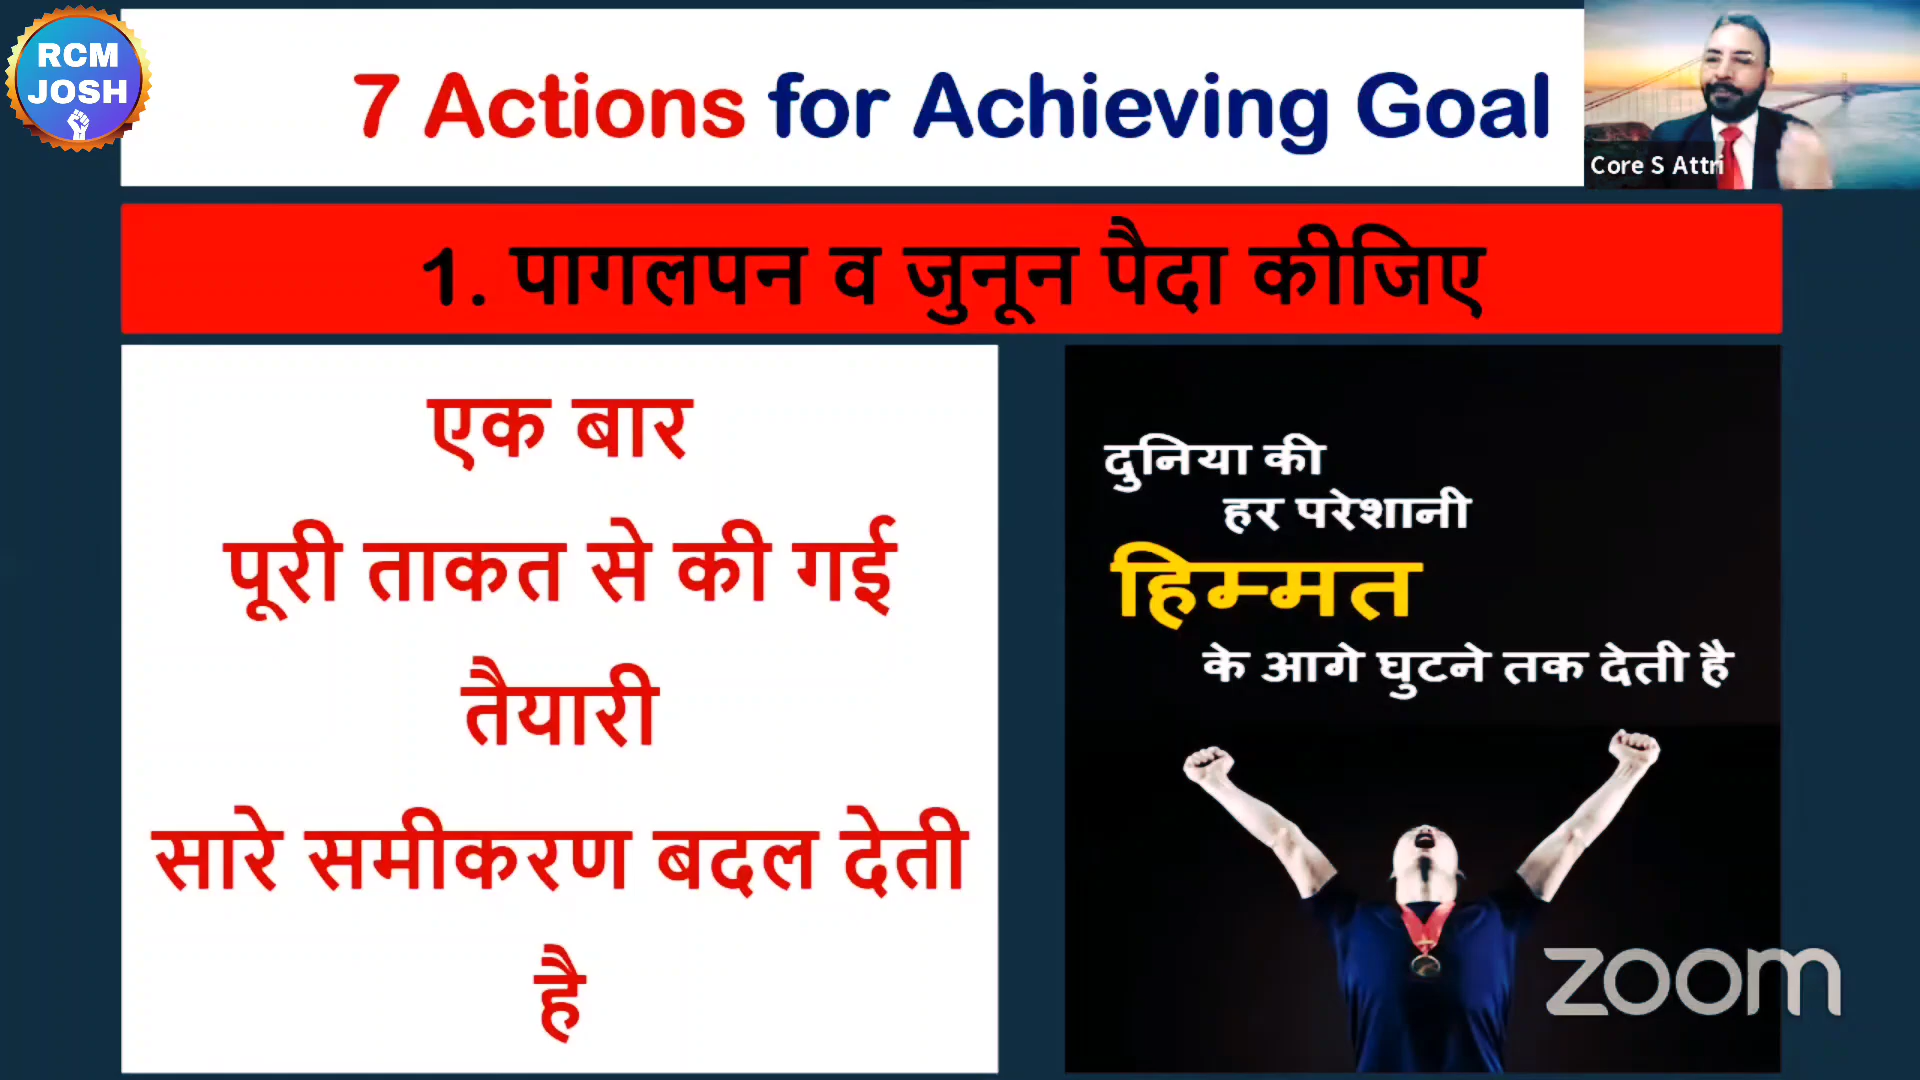 RCM
JOSH
7 Actions for Achieving Goal
Core S Attri
1. पागलपन व जुनून पैदा कीजिए
एक बार
पूरी ताकत से की गई
तैयारी
सारे समीकरण बदल देती
है
दुनिया की
हर परेशानी
हिम्मत
के आगे घुटने तक देती है
zoom